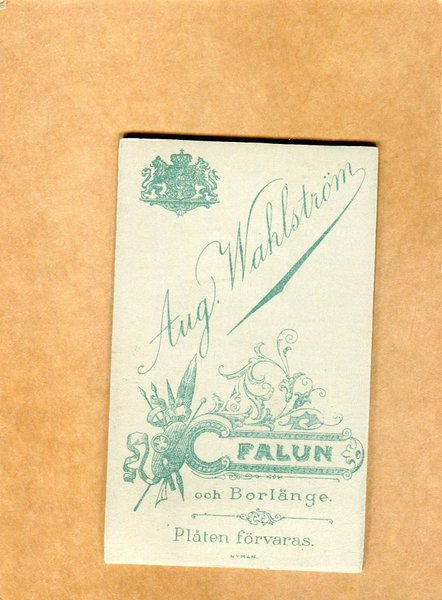 Aug. Wahlström
FALUN
och Borlänge.
Plåten förvaras.
NYMAN.